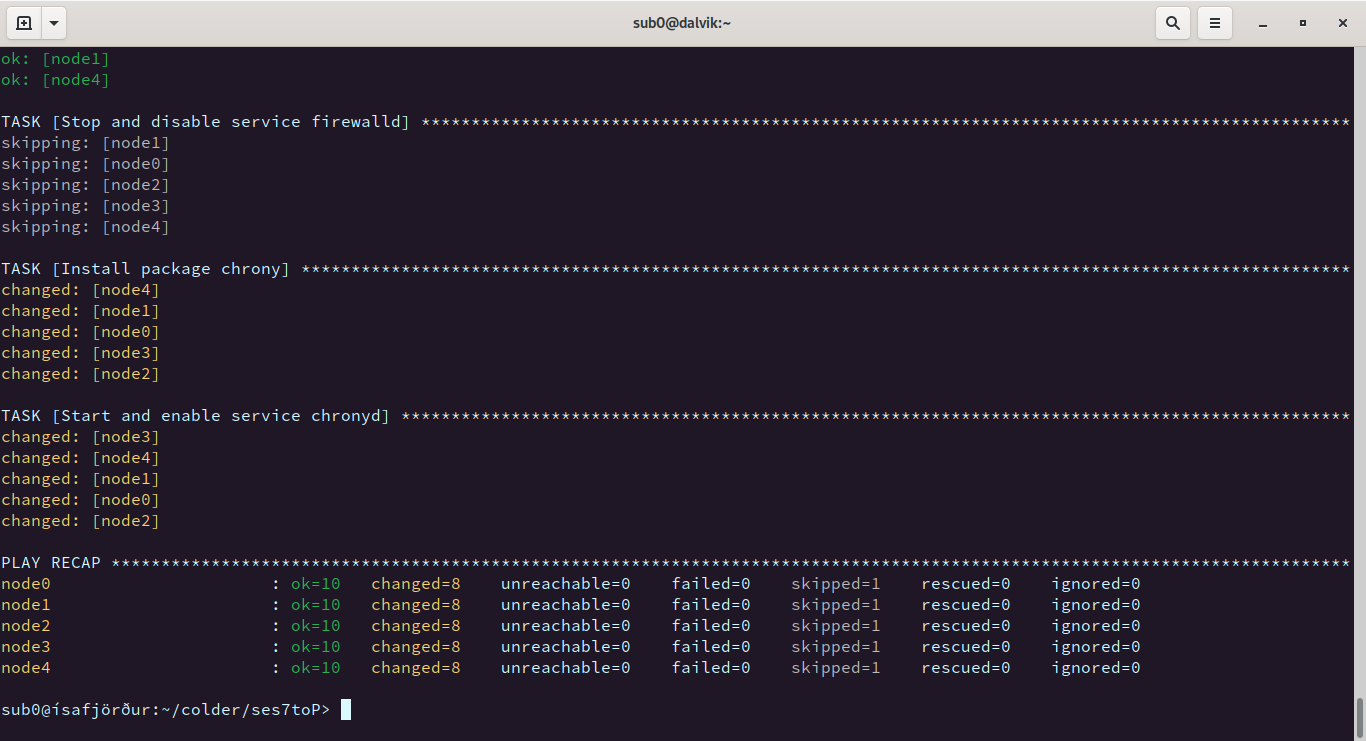 sub0@dalvik:~
ok: [node1]
ok: [node4]
TASK [Stop and disable service firewalld] *********************************************************************************************
skipping: [node1]
skipping: [node0]
skipping: [node2]
skipping: [node3]
skipping: [node4]
TASK [Install package chrony] *********************************************************************************************************
changed: [node4]
changed: [node1]
changed: [node0]
changed: [node3]
changed: [node2]
TASK [Start and enable service chronyd] ***********************************************************************************************
changed: [node3]
changed: [node4]
changed: [node1]
changed: [node0]
changed: [node2]
PLAY RECAP ****************************************************************************************************************************
node0                      : ok=10   changed=8    unreachable=0    failed=0    skipped=1    rescued=0    ignored=0
node1                      : ok=10   changed=8    unreachable=0    failed=0    skipped=1    rescued=0    ignored=0
node2                      : ok=10   changed=8    unreachable=0    failed=0    skipped=1    rescued=0    ignored=0
node3                      : ok=10   changed=8    unreachable=0    failed=0    skipped=1    rescued=0    ignored=0
node4                      : ok=10   changed=8    unreachable=0    failed=0    skipped=1    rescued=0    ignored=0
sub0@ísafjörður:~/colder/ses7toP>